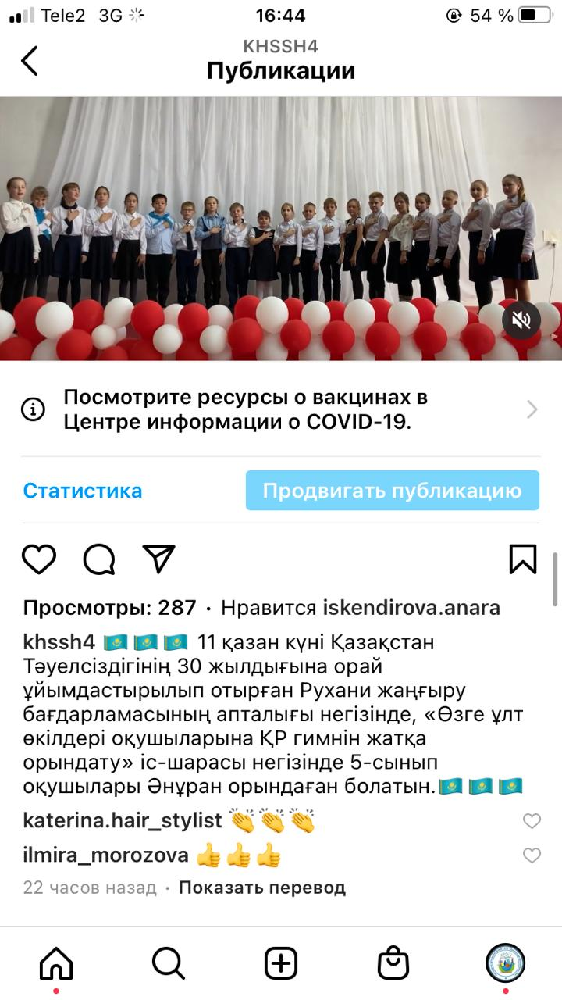 Tele2 3G 16:44 54 %
KHSSH4
Публикации
Посмотрите ресурсы о вакцинах в
Центре информации о COVID-19.
Статистика
Продвигать публикацию
Просмотры: 287 · Нравится iskendirova.anara
khssh4 🇰🇿 🇰🇿 🇰🇿 11 қазан күні Қазақстан
Тәуелсіздігінің 30 жылдығына орай
ұйымдастырылып отырған Рухани жаңғыру
бағдарламасының апталығы негізінде, «Өзге ұлт
өкілдері оқушыларына ҚР гимнін жатқа
орындату» іс-шарасы негізінде 5-сынып
оқушылары Әнұран орындаған болатын.🇰🇿 🇰🇿 🇰🇿
katerina.hair_stylist 👏👏👏
ilmira_morozova 👍👍👍
22 часов назад · Показать перевод